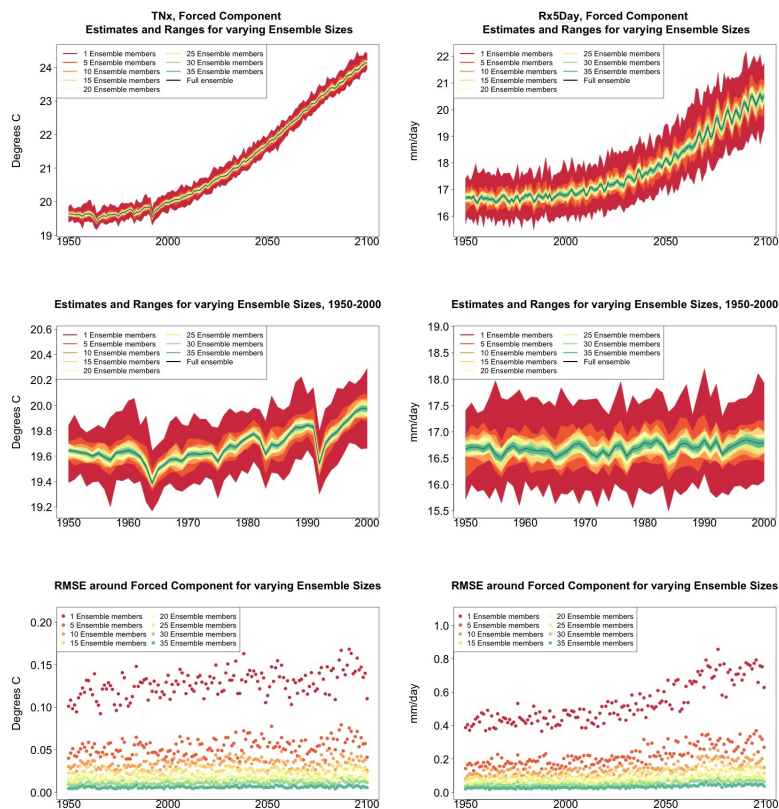 TNx, Forced Component
Estimates and Ranges for varying Ensemble Sizes
1 Ensemble members
5 Ensemble members
10 Ensemble members
15 Ensemble members
20 Ensemble members
25 Ensemble members
30 Ensemble members
35 Ensemble members
Full ensemble
Degrees C
24
23
22
21
20
19
1950
2000
2050
2100
Rx5Day, Forced Component
Estimates and Ranges for varying Ensemble Sizes
1 Ensemble members
5 Ensemble members
10 Ensemble members
15 Ensemble members
20 Ensemble members
25 Ensemble members
30 Ensemble members
35 Ensemble members
Full ensemble
mm/day
22
21
20
19
18
17
16
1950
2000
2050
2100
Estimates and Ranges for varying Ensemble Sizes, 1950-2000
1 Ensemble members
5 Ensemble members
10 Ensemble members
15 Ensemble members
20 Ensemble members
25 Ensemble members
30 Ensemble members
35 Ensemble members
Full ensemble
Degrees C
20.6
20.4
20.2
20.0
19.8
19.6
19.4
19.2
1950
1960
1970
1980
1990
2000
Estimates and Ranges for varying Ensemble Sizes, 1950-2000
1 Ensemble members
5 Ensemble members
10 Ensemble members
15 Ensemble members
20 Ensemble members
25 Ensemble members
30 Ensemble members
35 Ensemble members
Full ensemble
mm/day
19.0
18.5
18.0
17.5
17.0
16.5
16.0
15.5
1950
1960
1970
1980
1990
2000
RMSE around Forced Component for varying Ensemble Sizes
1 Ensemble members
5 Ensemble members
10 Ensemble members
15 Ensemble members
20 Ensemble members
25 Ensemble members
30 Ensemble members
35 Ensemble members
Degrees C
0.20
0.15
0.10
0.05
0.00
1950
2000
2050
2100
RMSE around Forced Component for varying Ensemble Sizes
1 Ensemble members
5 Ensemble members
10 Ensemble members
15 Ensemble members
20 Ensemble members
25 Ensemble members
30 Ensemble members
35 Ensemble members
mm/day
1.0
0.8
0.6
0.4
0.2
0.0
1950
2000
2050
2100